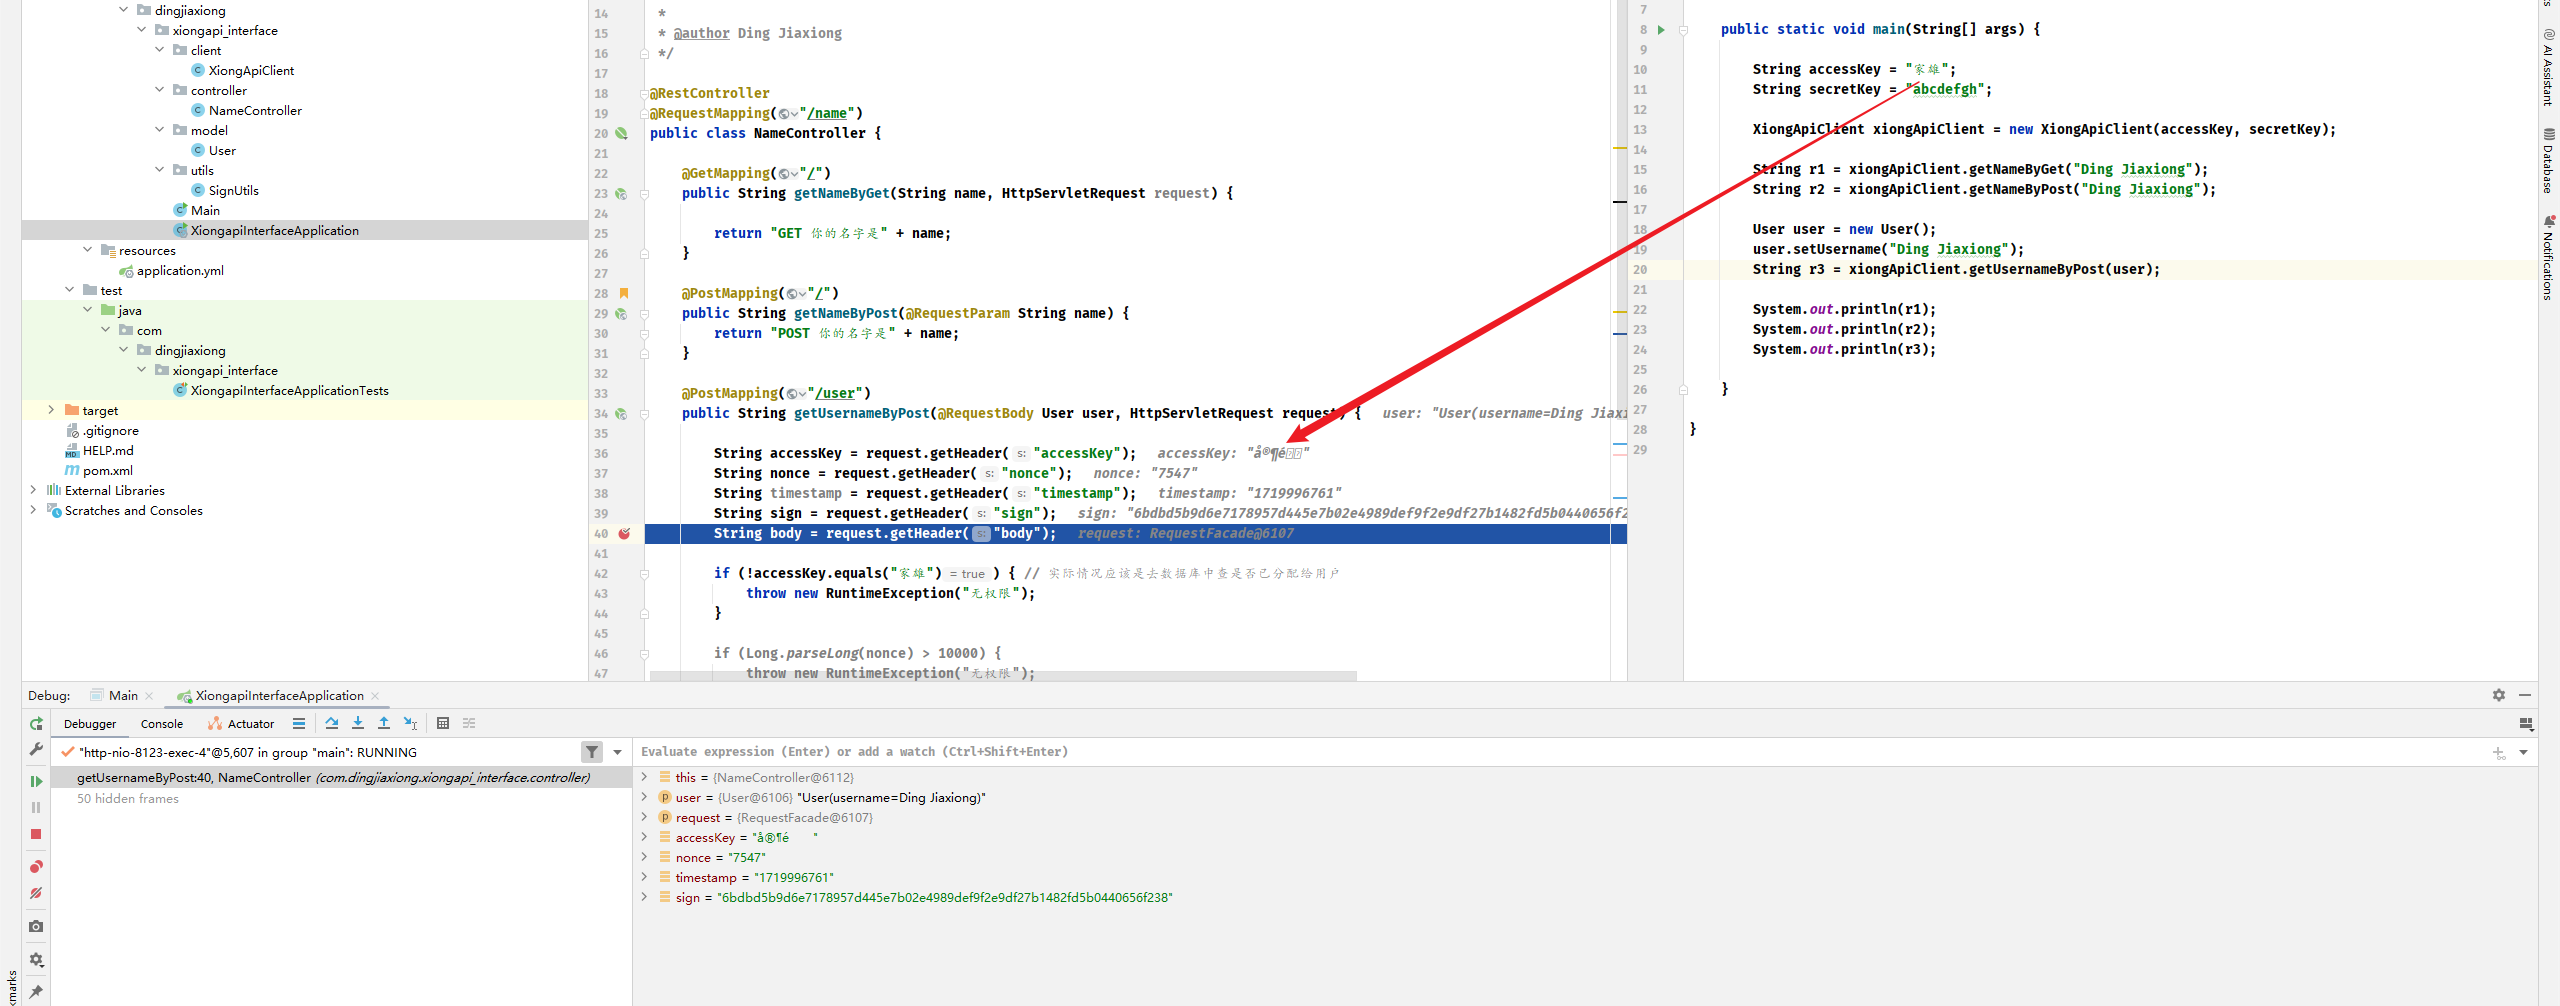 dingjiaxiong
xiongapi_interface
client
XiongApiClient
controller
NameController
model
User
utils
SignUtils
Main
XiongapiInterfaceApplication
resources
application.yml
test
java
com
dingjiaxiong
xiongapi_interface
XiongapiInterfaceApplicationTests
target
.gitignore
HELP.md
pom.xml
External Libraries
Scratches and Consoles
14 *
15 * @author Ding Jiaxiong
16 */
17
18 @RestController
19 @RequestMapping("/name")
20 public class NameController {
21
22 @GetMapping("/")
23 public String getNameByGet(String name, HttpServletRequest request) {
24
25 return "GET 你的名字是" + name;
26 }
27
28 @PostMapping("/")
29 public String getNameByPost(@RequestParam String name) {
30 return "POST 你的名字是" + name;
31 }
32
33 @PostMapping("/user")
34 public String getUsernameByPost(@RequestBody User user, HttpServletRequest request) { user: "User(username=Ding Jiaxi
35
36 String accessKey = request.getHeader( s: "accessKey"); accessKey: "å®¶é"
37 String nonce = request.getHeader( s: "nonce"); nonce: "7547"
38 String timestamp = request.getHeader( s: "timestamp"); timestamp: "1719996761"
39 String sign = request.getHeader( s: "sign"); sign: "6bdbd5b9d6e7178957d445e7b02e4989def9f2e9df27b1482fd5b0440656f2
40 String body = request.getHeader( s: "body"); request: RequestFacade@6107
41
42 if (!accessKey.equals("家雄") = true ) { // 实际情况应该是去数据库中查是否已分配给用户
43 throw new RuntimeException("无权限");
44 }
45
46 if (Long.parseLong(nonce) > 10000) {
47 throw new RuntimeException("无权限");
7
8 public static void main(String[] args) {
9
10 String accessKey = "家雄";
11 String secretKey = "abcdefgh";
12
13 XiongApiClient xiongApiClient = new XiongApiClient(accessKey, secretKey);
14
15 String r1 = xiongApiClient.getNameByGet("Ding Jiaxiong");
16 String r2 = xiongApiClient.getNameByPost("Ding Jiaxiong");
17
18 User user = new User();
19 user.setUsername("Ding Jiaxiong");
20 String r3 = xiongApiClient.getUsernameByPost(user);
21
22 System.out.println(r1);
23 System.out.println(r2);
24 System.out.println(r3);
25
26 }
27
28 }
29
AI Assistant
Database
Notifications
Debug: Main XiongapiInterfaceApplication
Debugger Console Actuator
"http-nio-8123-exec-4"@5,607 in group "main": RUNNING
getUsernameByPost:40, NameController (com.dingjiaxiong.xiongapi_interface.controller)
50 hidden frames
Evaluate expression (Enter) or add a watch (Ctrl+Shift+Enter)
this = {NameController@6112}
user = {User@6106} "User(username=Ding Jiaxiong)"
request = {RequestFacade@6107}
accessKey = "å®¶é "
nonce = "7547"
timestamp = "1719996761"
sign = "6bdbd5b9d6e7178957d445e7b02e4989def9f2e9df27b1482fd5b0440656f238"